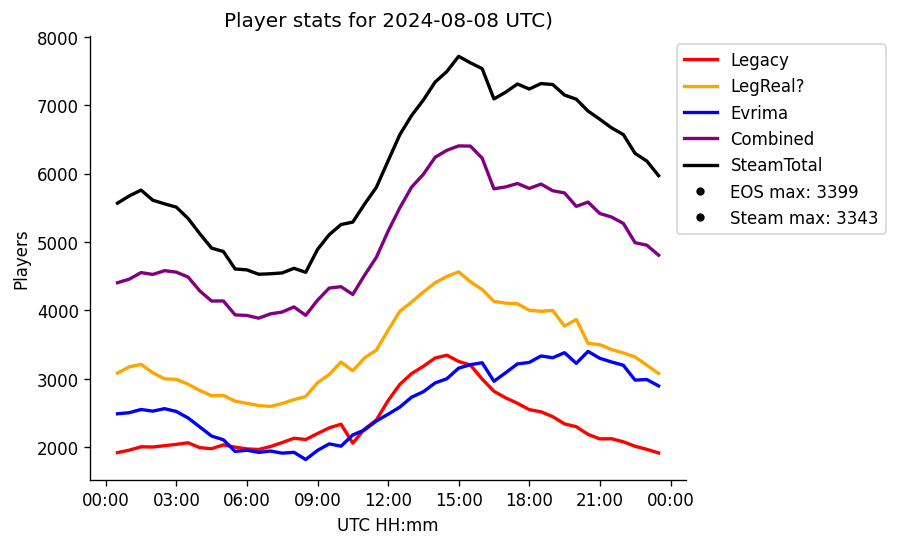 Player stats for 2024-08-08 UTC)
8000
7000
6000
5000
4000
3000
2000
Players
00:00 03:00 06:00 09:00 12:00 15:00 18:00 21:00 00:00
UTC HH:mm
Legacy
LegReal?
Evrima
Combined
SteamTotal
EOS max: 3399
Steam max: 3343